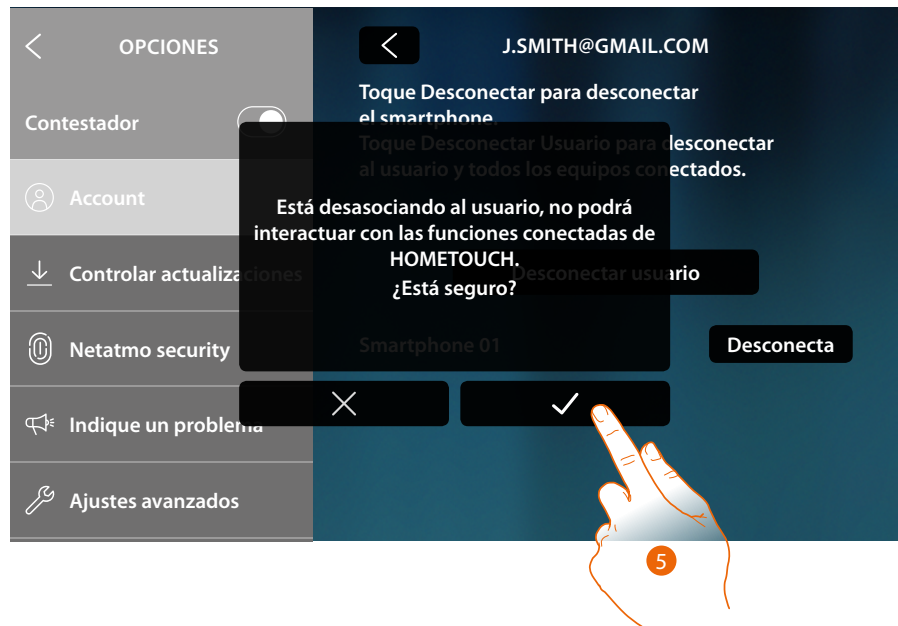 OPCIONES
Contestador
Account
Controlar actualizaciones
Netatmo security
Indique un problema
Ajustes avanzados
J.SMITH@GMAIL.COM
Toque Desconectar para desconectar
el smartphone.
Toque Desconectar Usuario para desconectar
al usuario y todos los equipos conectados.
Desconectar usuario
Smartphone 01
Desconecta
Está desasociando al usuario, no podrá
interactuar con las funciones conectadas de
HOMETOUCH.
¿Está seguro?
5